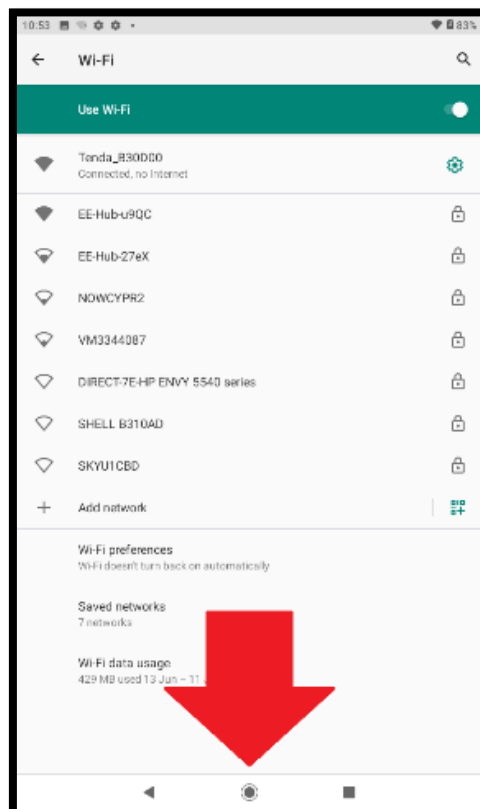 10:53
83%
Wi-Fi
Use Wi-Fi
Tenda_B30D00
Connected, no Internet
EE-Hub-u9QC
EE-Hub-27eX
NOWCYPR2
VM3344087
DIRECT-7E-HP ENVY 5540 series
SHELL B310AD
SKYU1CBD
Add network
Wi-Fi preferences
Wi-Fi doesn't turn back on automatically
Saved networks
7 networks
Wi-Fi data usage
429 MB used 13 Jun – 11